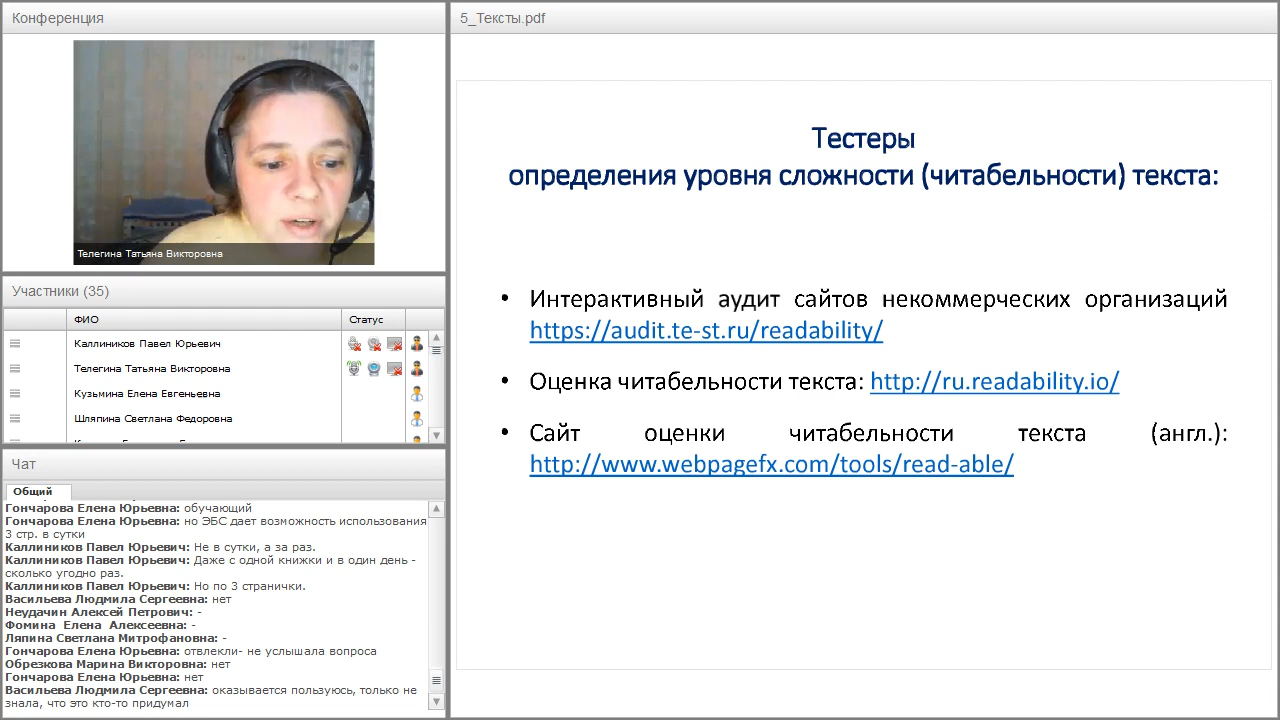 Конференция
Телегина Татьяна Викторовна
Участники (35)
ФИО Статус
Каллиников Павел Юрьевич
Телегина Татьяна Викторовна
Кузьмина Елена Евгеньевна
Шляпина Светлана Федоровна
Чат
Общий
Гончарова Елена Юрьевна: обучающий
Гончарова Елена Юрьевна: но ЭБС дает возможность использования
3 стр. в сутки
Каллиников Павел Юрьевич: Не в сутки, а за раз.
Каллиников Павел Юрьевич: Даже с одной книжки и в один день -
сколько угодно раз.
Каллиников Павел Юрьевич: Но по 3 странички.
Васильева Людмила Сергеевна: нет
Неудачин Алексей Петрович: -
Фомина Елена Алексеевна: -
Ляпина Светлана Митрофановна: -
Гончарова Елена Юрьевна: отвлекли- не услышала вопроса
Обрезкова Марина Викторовна: нет
Гончарова Елена Юрьевна: нет
Васильева Людмила Сергеевна: оказывается пользуюсь, только не
знала, что это кто-то придумал
5_Тексты.pdf
Тестеры
определения уровня сложности (читабельности) текста:
• Интерактивный аудит сайтов некоммерческих организаций
https://audit.te-st.ru/readability/
• Оценка читабельности текста: http://ru.readability.io/
• Сайт оценки читабельности текста (англ.):
http://www.webpagefx.com/tools/read-able/